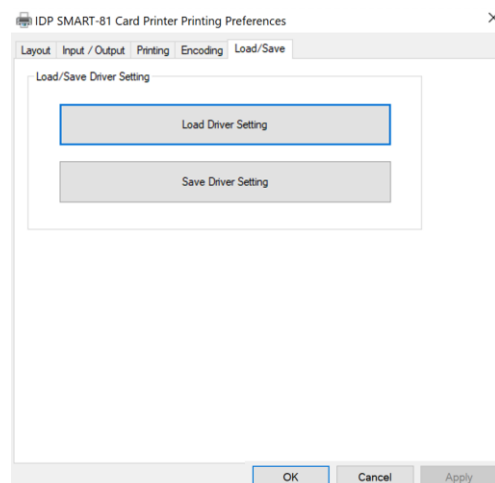 IDP SMART-81 Card Printer Printing Preferences
Layout Input / Output Printing Encoding Load/Save
Load/Save Driver Setting
Load Driver Setting
Save Driver Setting
OK Cancel Apply